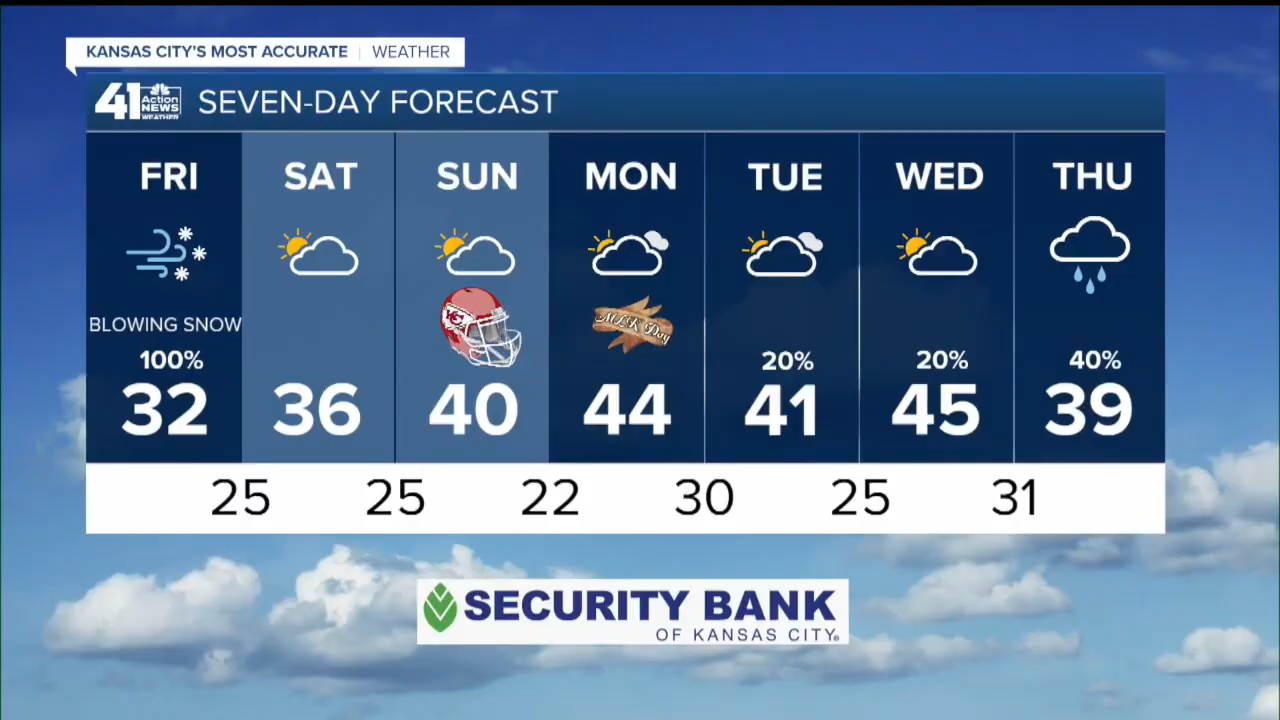 KANSAS CITY'S MOST ACCURATE | WEATHER
41 Action NEWS WEATHER SEVEN-DAY FORECAST
FRI SAT SUN MON TUE WED THU
KC
MLK Day
BLOWING SNOW
100% 20% 20% 40%
32 36 40 44 41 45 39
25 25 22 30 25 31
SECURITY BANK
OF KANSAS CITY®